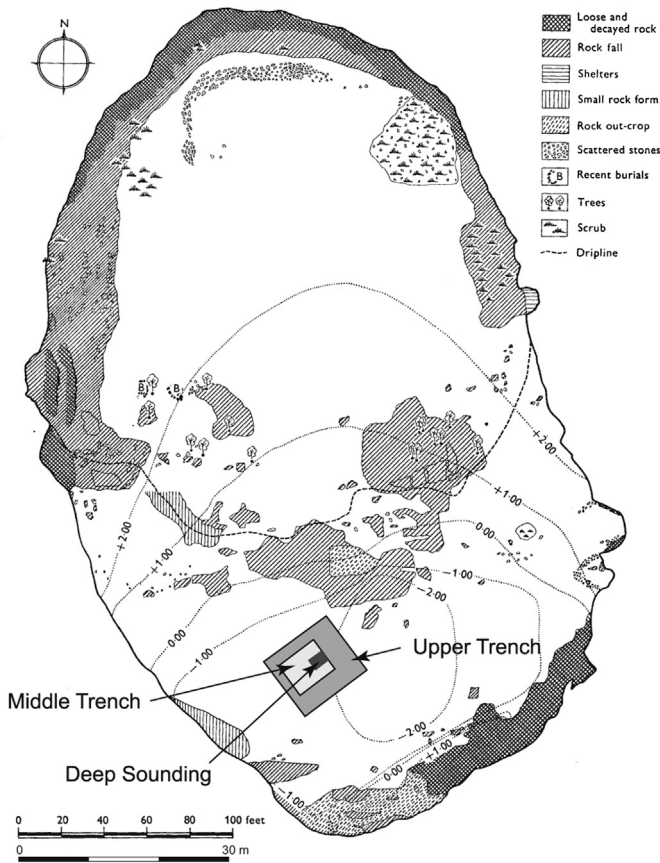 N
Loose and
decayed rock
Rock fall
Shelters
Small rock form
Rock out-crop
Scattered stones
B Recent burials
Trees
Scrub
Dripline
B B
+2·00
+2·00
+1·00
+1·00
0·00
0·00
-1·00
-1·00
-2·00
Upper Trench
Middle Trench
-2·00
Deep Sounding
0·00
+1·00
-1·00
0 20 40 60 80 100 feet
0 30 m